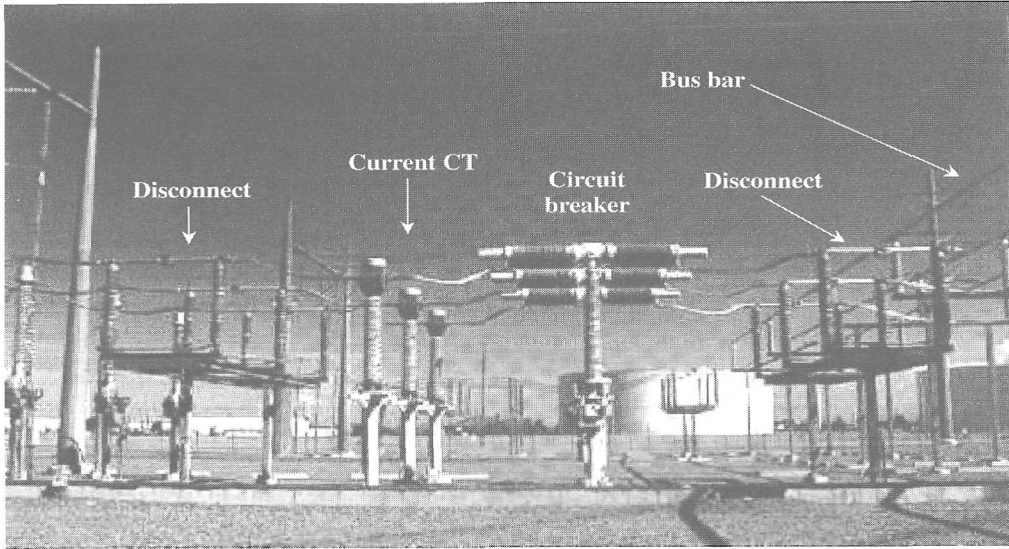 Bus bar
Current CT
Disconnect
Circuit
breaker
Disconnect